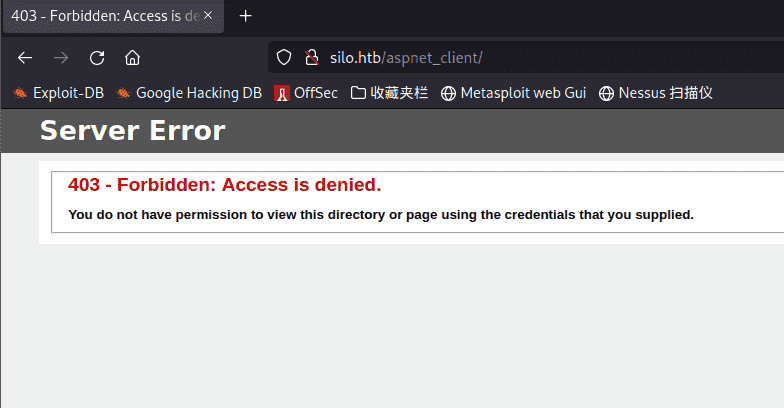 403 - Forbidden: Access is de
silo.htb/aspnet_client/
Exploit-DB Google Hacking DB OffSec 收藏夹栏 Metasploit web Gui Nessus 扫描仪
Server Error
403 - Forbidden: Access is denied.
You do not have permission to view this directory or page using the credentials that you supplied.